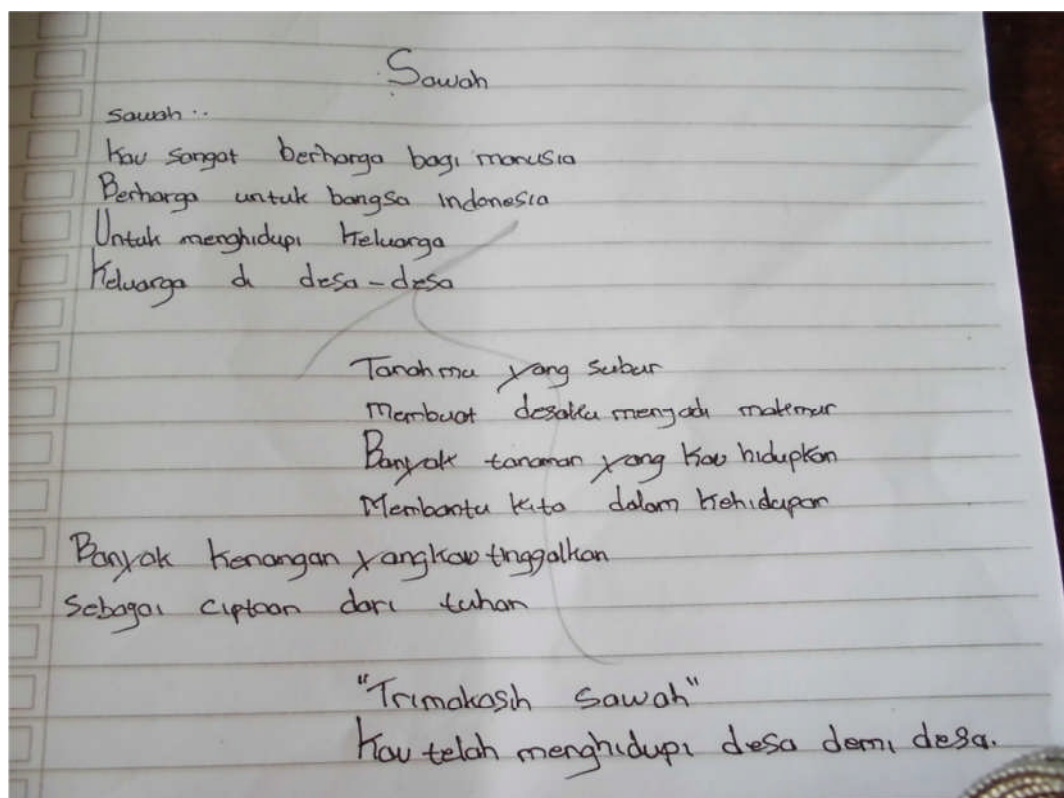 Sawah
Sawah..
Kau sangat berharga bagi manusia
Berharga untuk bangsa indonesia
Untuk menghidupi Keluarga
Keluarga di desa-desa
Tanahmu yang subur
Membuat desaku menjadi makmur
Banyak tanaman yang kau hidupkan
Membantu kita dalam kehidupan
Banyak kenangan yang kau tinggalkan
Sebagai ciptaan dari tuhan
"Trimakasih sawah"
Kau telah menghidupi desa demi desa.